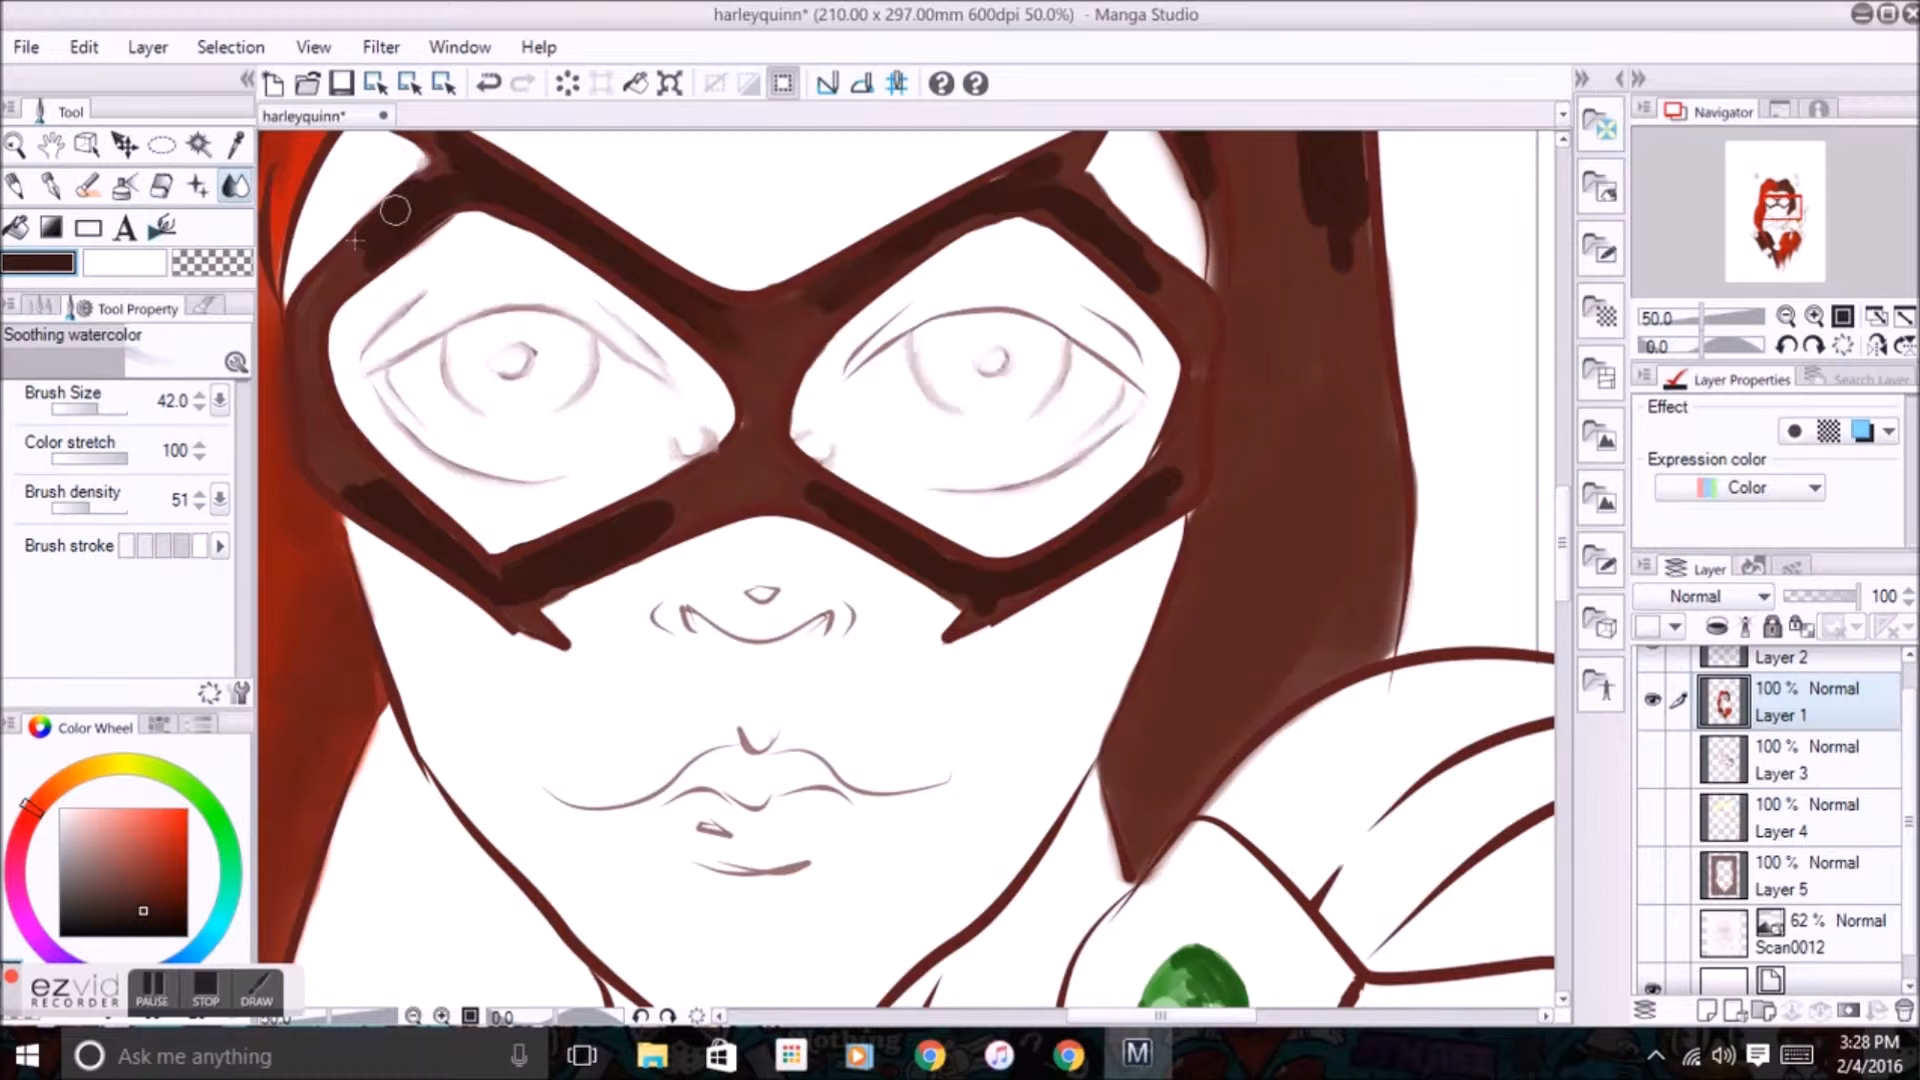 harleyquinn* (210.00 x 297.00mm 600dpi 50.0%) - Manga Studio
File Edit Layer Selection View Filter Window Help
harleyquinn*
Tool
Navigator
A
Tool Property
Soothing watercolor
50.0
0.0
Brush Size 42.0
Color stretch 100
Brush density 51
Brush stroke
Layer Properties Search Layer
Effect
Expression color
Color
Layer
Normal 100
Layer 2
100 % Normal
Layer 1
100 % Normal
Layer 3
100 % Normal
Layer 4
100 % Normal
Layer 5
62 % Normal
Scan0012
Color Wheel
ezvid
RECORDER
PAUSE STOP DRAW
50.0 0.0
Ask me anything
M
3:28 PM
2/4/2016